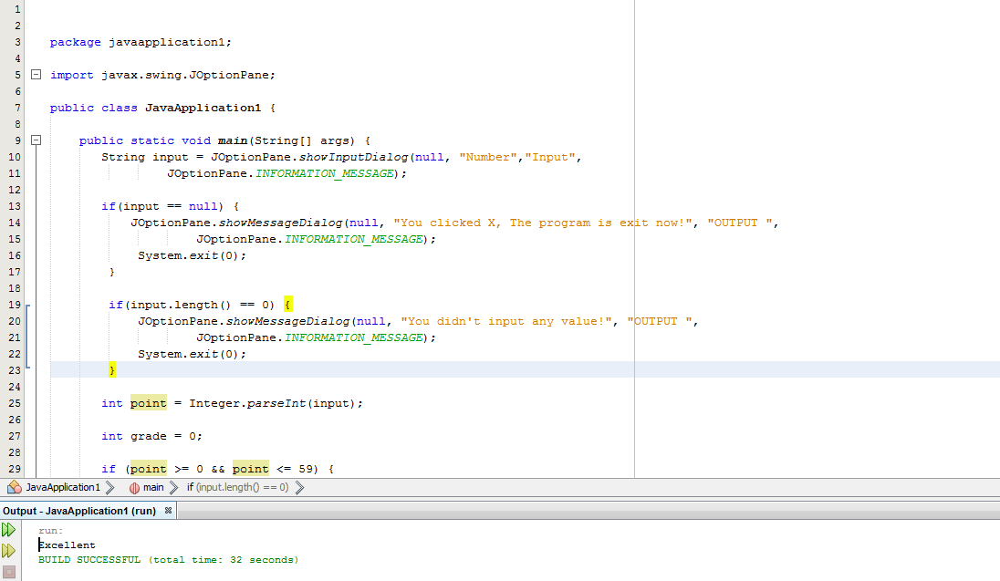 1
2
3 package javaapplication1;
4
5 import javax.swing.JOptionPane;
6
7 public class JavaApplication1 {
8
9 public static void main(String[] args) {
10 String input = JOptionPane.showInputDialog(null, "Number","Input",
11 JOptionPane.INFORMATION_MESSAGE);
12
13 if(input == null) {
14 JOptionPane.showMessageDialog(null, "You clicked X, The program is exit now!", "OUTPUT ",
15 JOptionPane.INFORMATION_MESSAGE);
16 System.exit(0);
17 }
18
19 if(input.length() == 0) {
20 JOptionPane.showMessageDialog(null, "You didn't input any value!", "OUTPUT ",
21 JOptionPane.INFORMATION_MESSAGE);
22 System.exit(0);
23 }
24
25 int point = Integer.parseInt(input);
26
27 int grade = 0;
28
29 if (point >= 0 && point <= 59) {
JavaApplication1 main if (input.length() == 0)
Output - JavaApplication1 (run)
run:
Excellent
BUILD SUCCESSFUL (total time: 32 seconds)